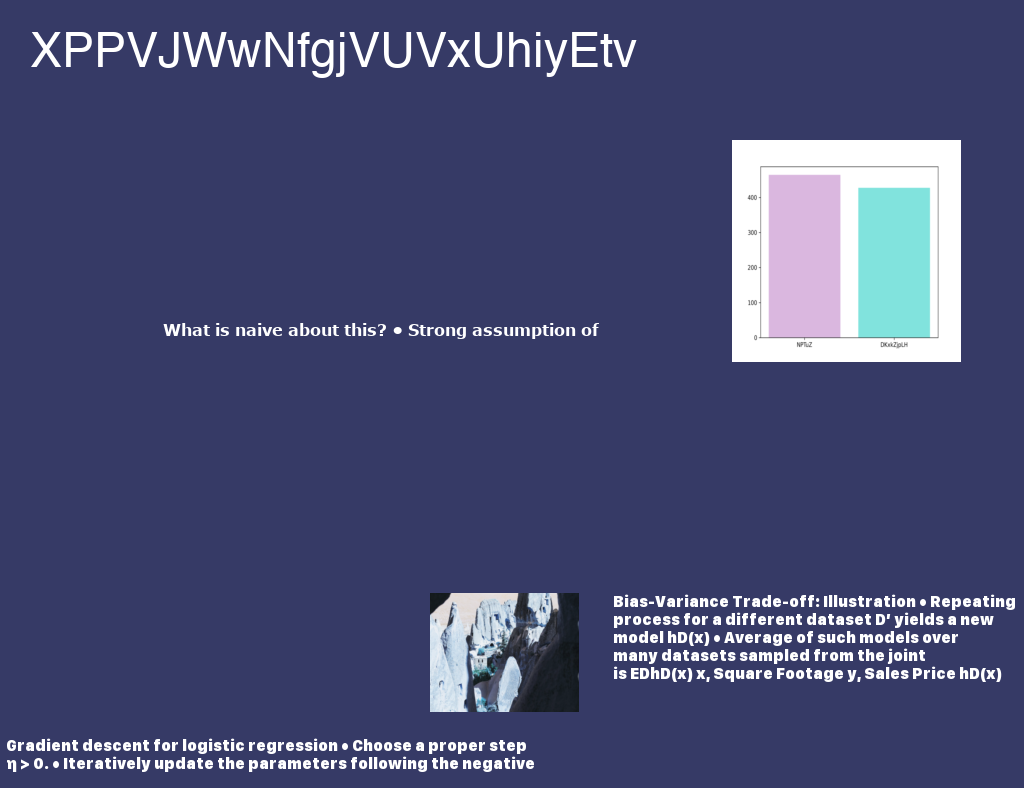 XPPVJWwNfgjVUVxUhiyEtv
400
300
200
100
0
NPTuZ
DKxkZjpLH
What is naive about this? • Strong assumption of
Bias-Variance Trade-off: Illustration • Repeating
process for a different dataset D′ yields a new
model hD(x) • Average of such models over
many datasets sampled from the joint
is EDhD(x) x, Square Footage y, Sales Price hD(x)
Gradient descent for logistic regression • Choose a proper step
η > 0. • Iteratively update the parameters following the negative